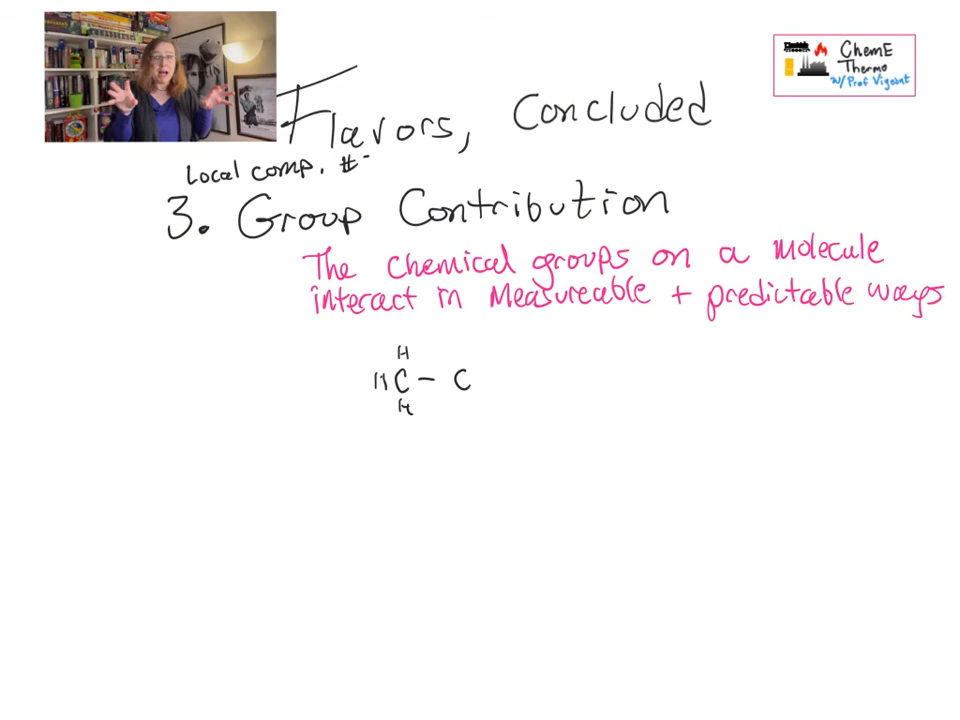 ChemE
Thermo
w/ Prof Vigeant
Flavors, Concluded
Local comp. #
3. Group Contribution
The chemical groups on a molecule
interact in Measureable + predictable ways
H
HC - C
H